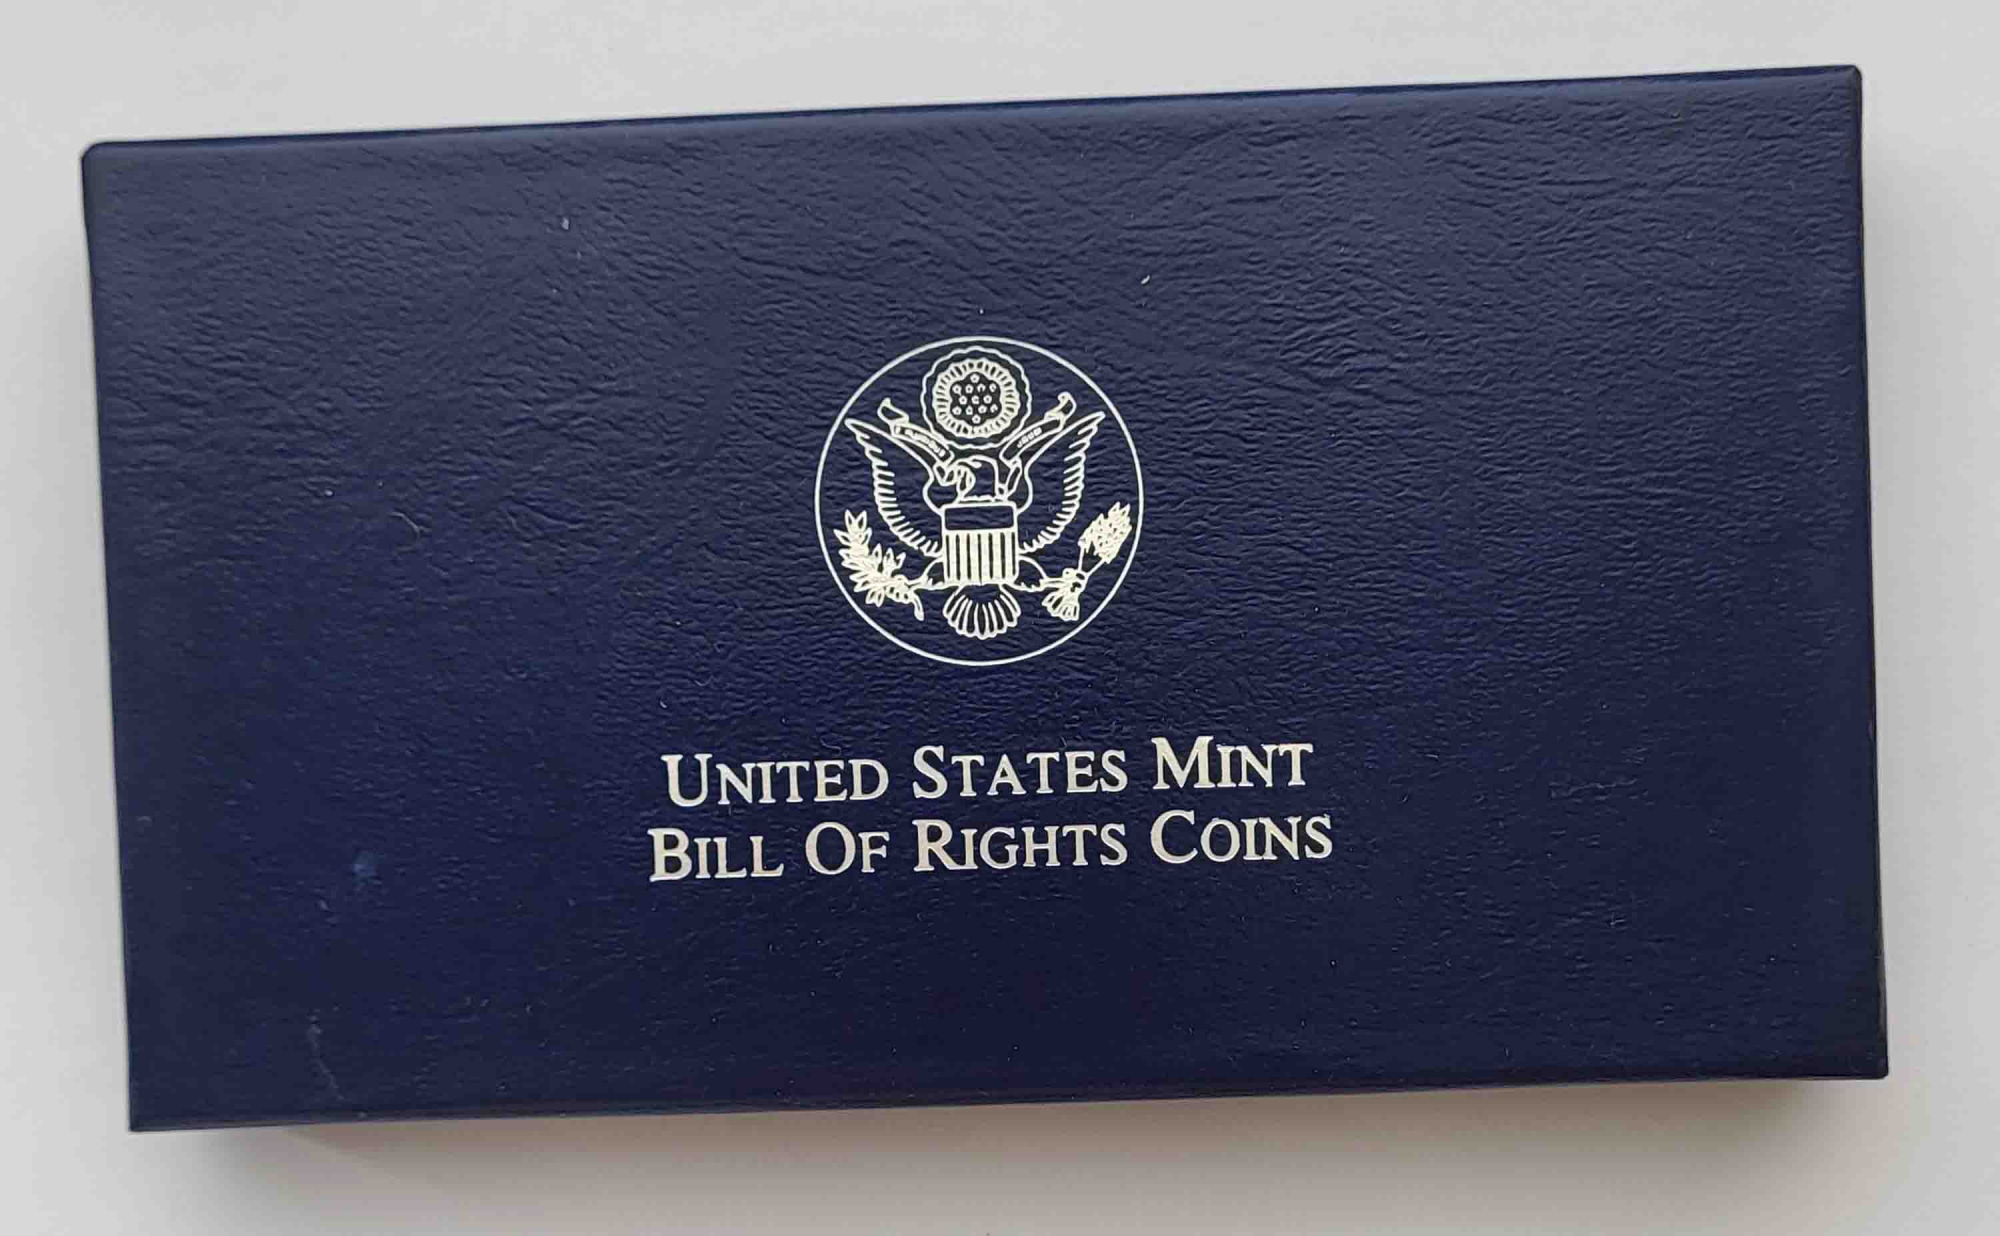 UNITED STATES MINT
BILL OF RIGHTS COINS